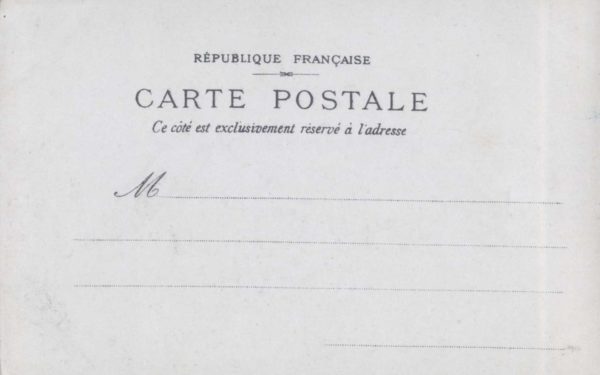 RÉPUBLIQUE FRANÇAISE
CARTE POSTALE
Ce côté est exclusivement réservé à l'adresse
M